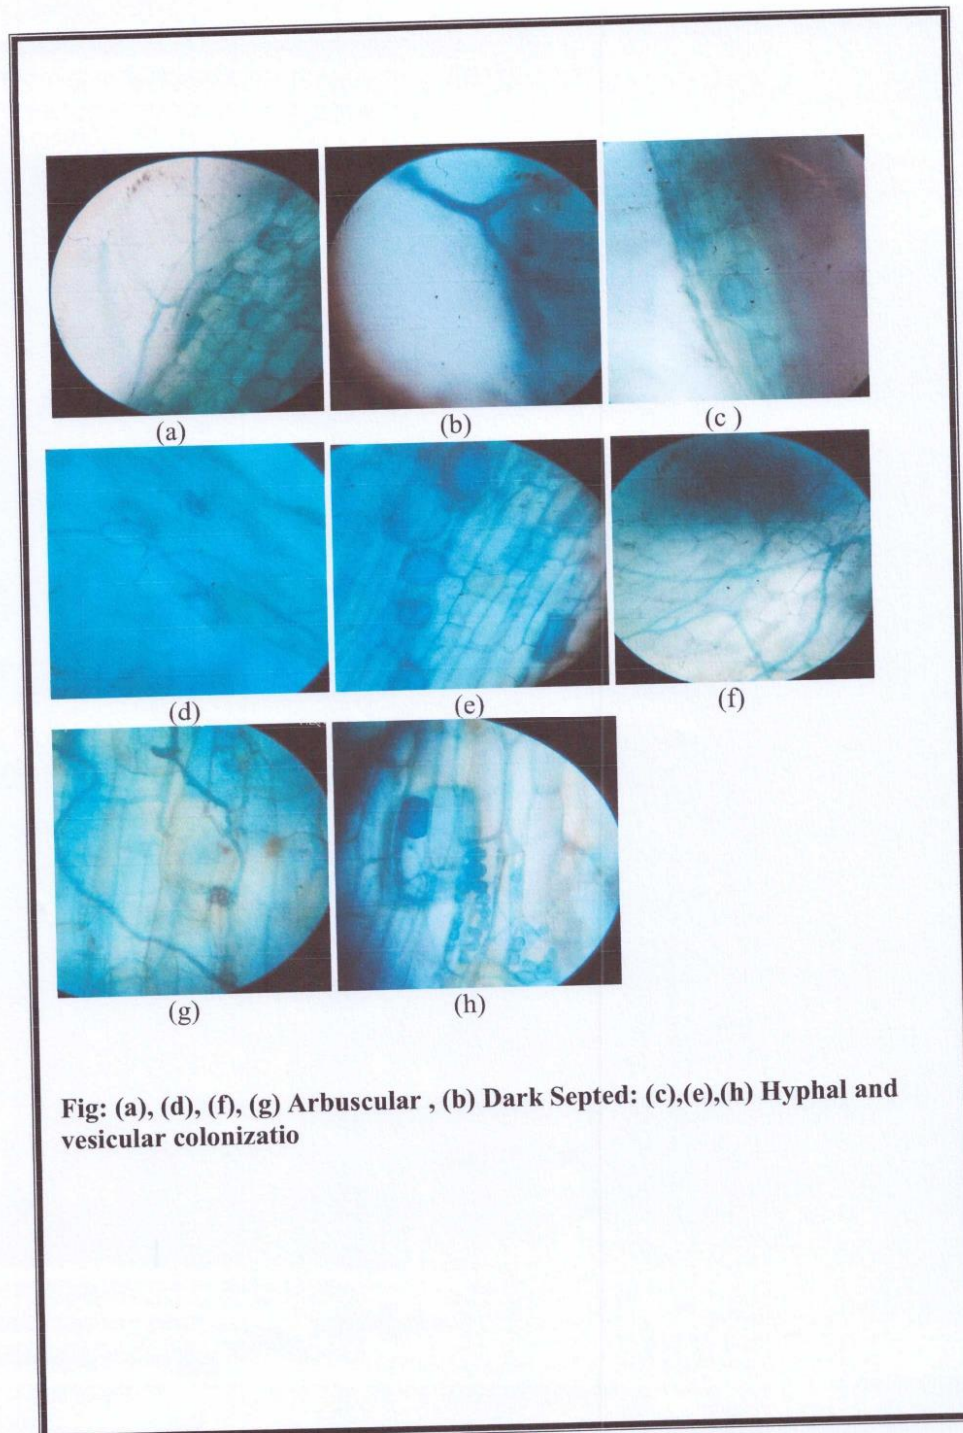 (a)
(b)
(c )
(d)
(e)
(f)
(g)
(h)
Fig: (a), (d), (f), (g) Arbuscular , (b) Dark Septed: (c),(e),(h) Hyphal and
vesicular colonizatio